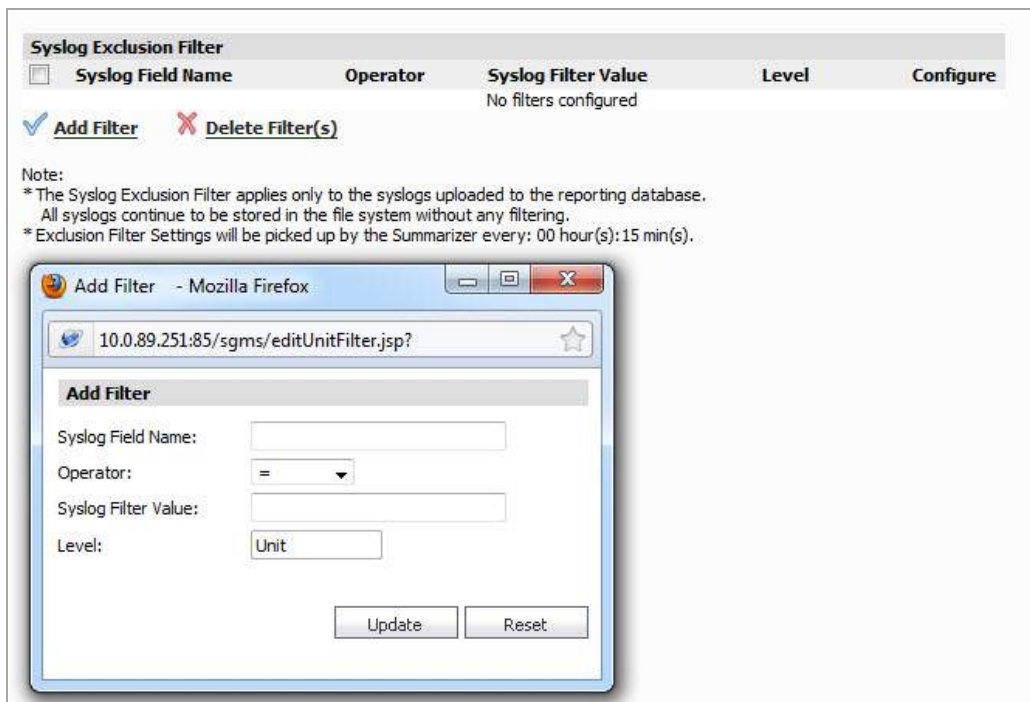 Syslog Exclusion Filter
Syslog Field Name Operator Syslog Filter Value Level Configure
No filters configured
Add Filter Delete Filter(s)
Note:
* The Syslog Exclusion Filter applies only to the syslogs uploaded to the reporting database.
All syslogs continue to be stored in the file system without any filtering.
* Exclusion Filter Settings will be picked up by the Summarizer every: 00 hour(s):15 min(s).
Add Filter - Mozilla Firefox
10.0.89.251:85/sgms/editUnitFilter.jsp?
Add Filter
Syslog Field Name:
Operator: =
Syslog Filter Value:
Level: Unit
Update Reset